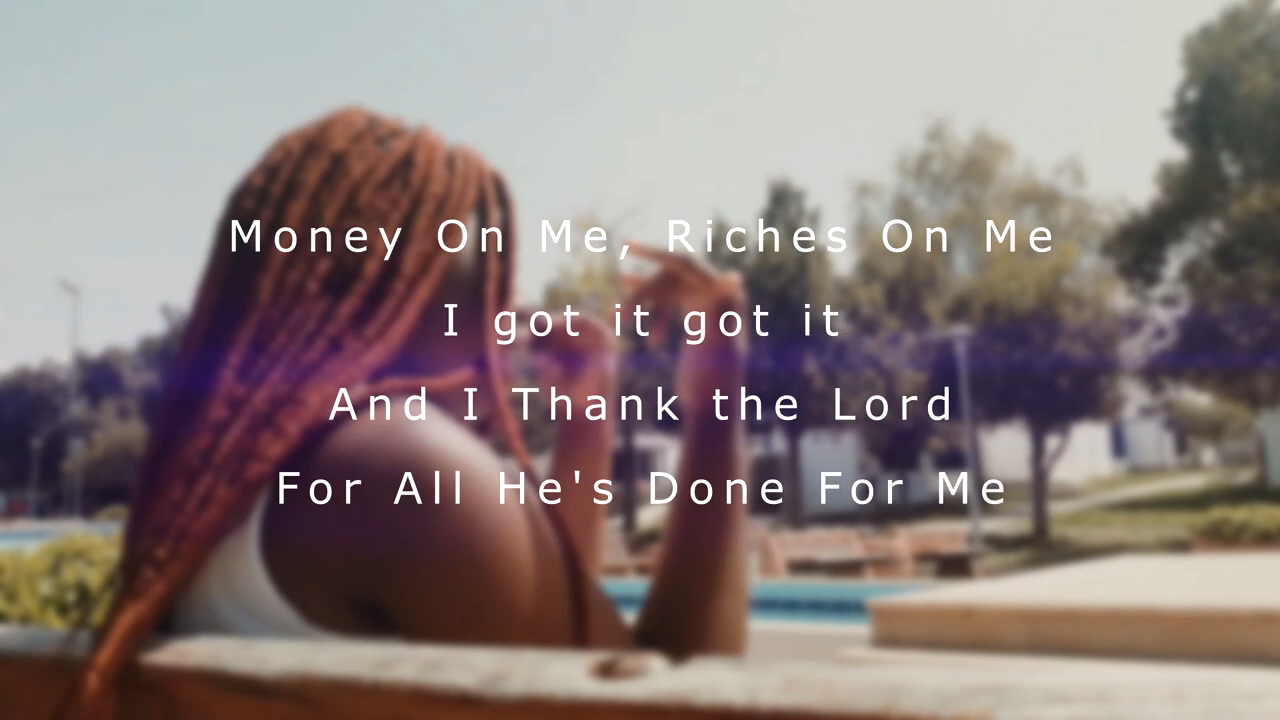 Money On Me, Riches On Me
I got it got it
And I Thank the Lord
For All He's Done For Me